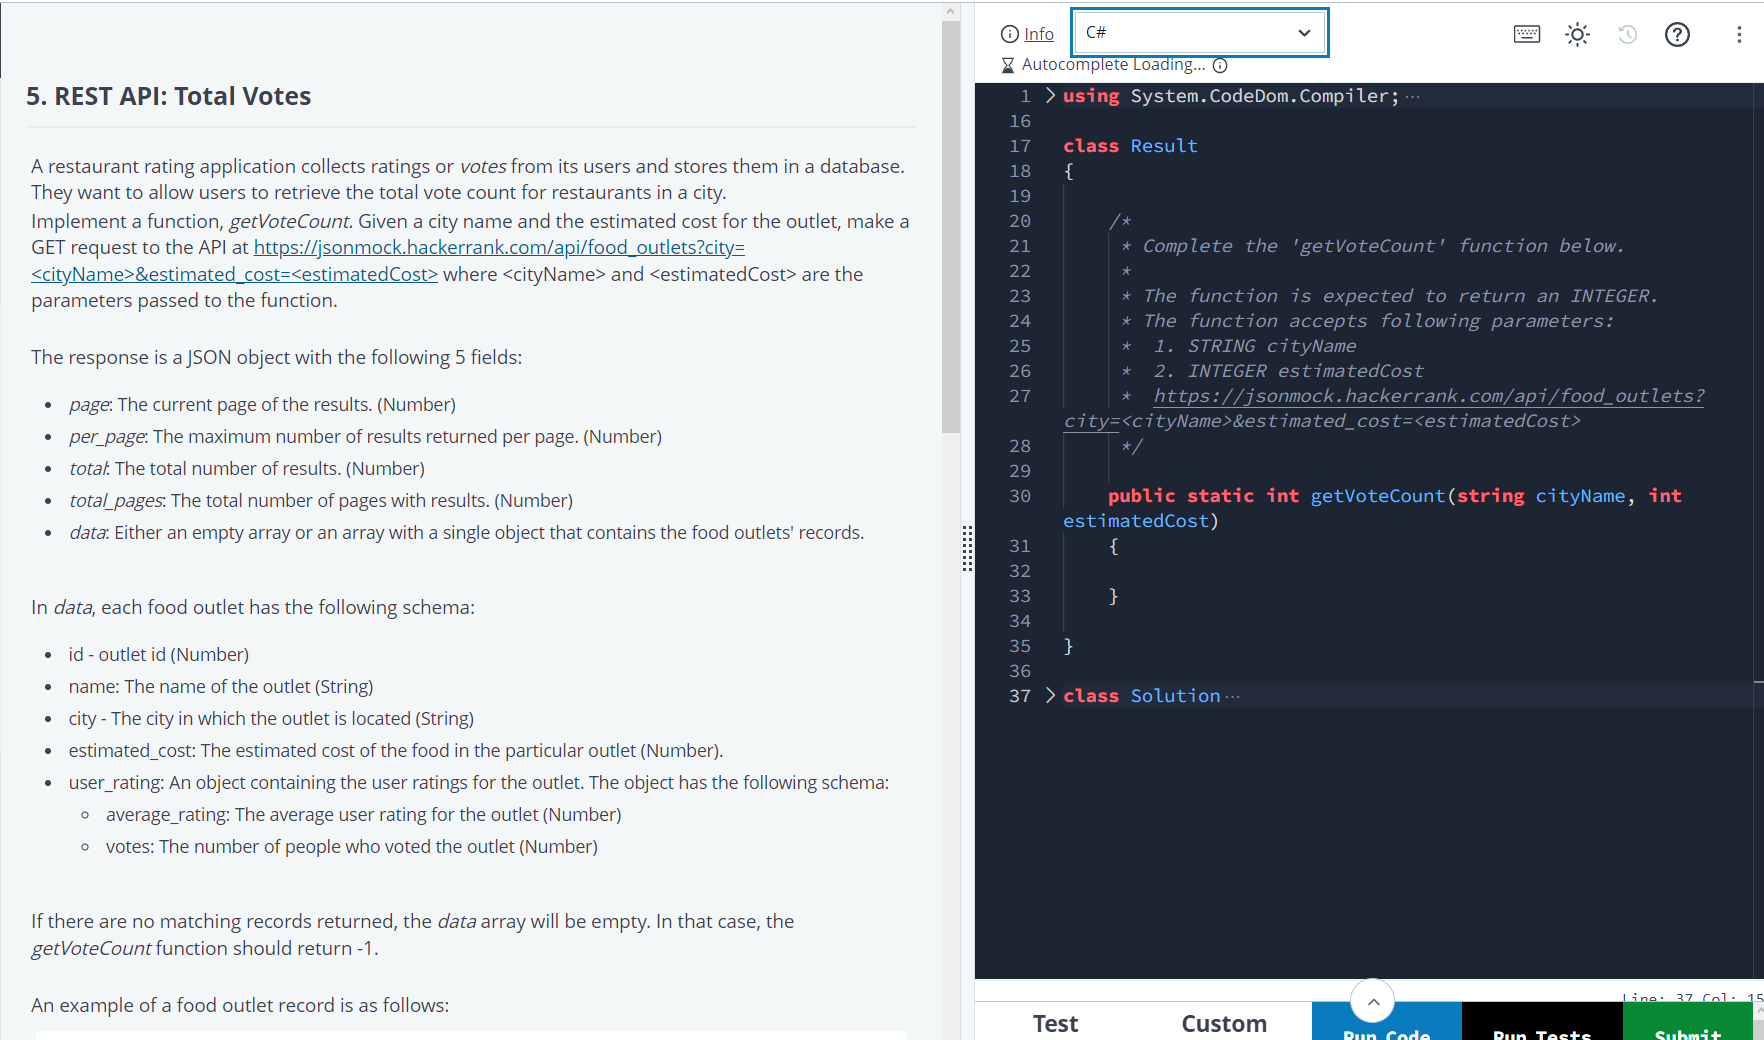 5. REST API: Total Votes
A restaurant rating application collects ratings or votes from its users and stores them in a database.
They want to allow users to retrieve the total vote count for restaurants in a city.
Implement a function, getVoteCount. Given a city name and the estimated cost for the outlet, make a
GET request to the API at https://jsonmock.hackerrank.com/api/food_outlets?city=
<cityName>&estimated_cost=<estimatedCost> where <cityName> and <estimatedCost> are the
parameters passed to the function.
The response is a JSON object with the following 5 fields:
• page: The current page of the results. (Number)
• per_page: The maximum number of results returned per page. (Number)
• total: The total number of results. (Number)
• total_pages: The total number of pages with results. (Number)
• data: Either an empty array or an array with a single object that contains the food outlets' records.
In data, each food outlet has the following schema:
• id - outlet id (Number)
• name: The name of the outlet (String)
• city - The city in which the outlet is located (String)
• estimated_cost: The estimated cost of the food in the particular outlet (Number).
• user_rating: An object containing the user ratings for the outlet. The object has the following schema:
◦ average_rating: The average user rating for the outlet (Number)
◦ votes: The number of people who voted the outlet (Number)
If there are no matching records returned, the data array will be empty. In that case, the
getVoteCount function should return -1.
An example of a food outlet record is as follows:
Info
C#
Autocomplete Loading...
1 using System.CodeDom.Compiler; ···
16
17 class Result
18 {
19
20 /*
21 * Complete the 'getVoteCount' function below.
22 *
23 * The function is expected to return an INTEGER.
24 * The function accepts following parameters:
25 * 1. STRING cityName
26 * 2. INTEGER estimatedCost
27 * https://jsonmock.hackerrank.com/api/food_outlets?
city=<cityName>&estimated_cost=<estimatedCost>
28 */
29
30 public static int getVoteCount(string cityName, int
estimatedCost)
31 {
32
33 }
34
35 }
36
37 class Solution ···
Line: 37 Col: 15
Test
Custom
Run Code
Run Tests
Submit